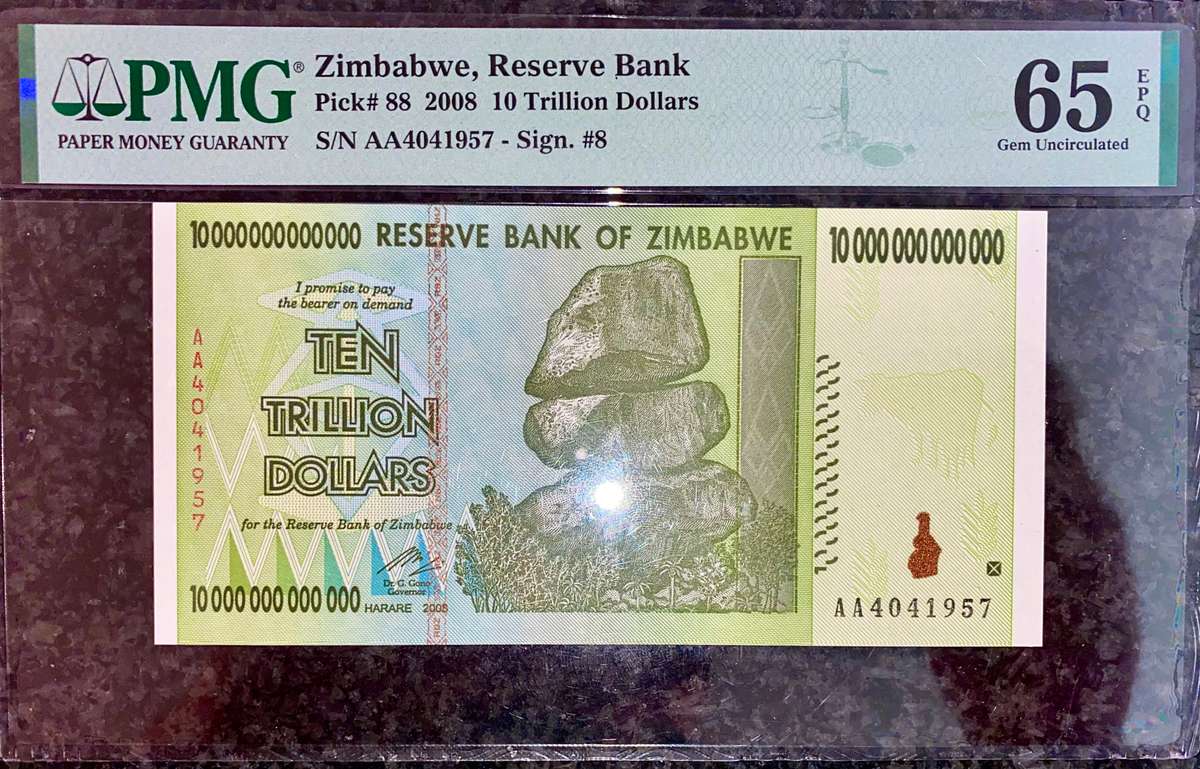 PMG®
PAPER MONEY GUARANTY
Zimbabwe, Reserve Bank
Pick# 88 2008 10 Trillion Dollars
S/N AA4041957 - Sign. #8
65
EPQ
Gem Uncirculated
10000000000000 RESERVE BANK OF ZIMBABWE
10 000 000 000 000
I promise to pay
the bearer on demand
TEN
TRILLION
DOLLARS
AA4041957
for the Reserve Bank of Zimbabwe
Dr. G. Gono
Governor
10 000 000 000 000 HARARE 2008
AA4041957
RBZ